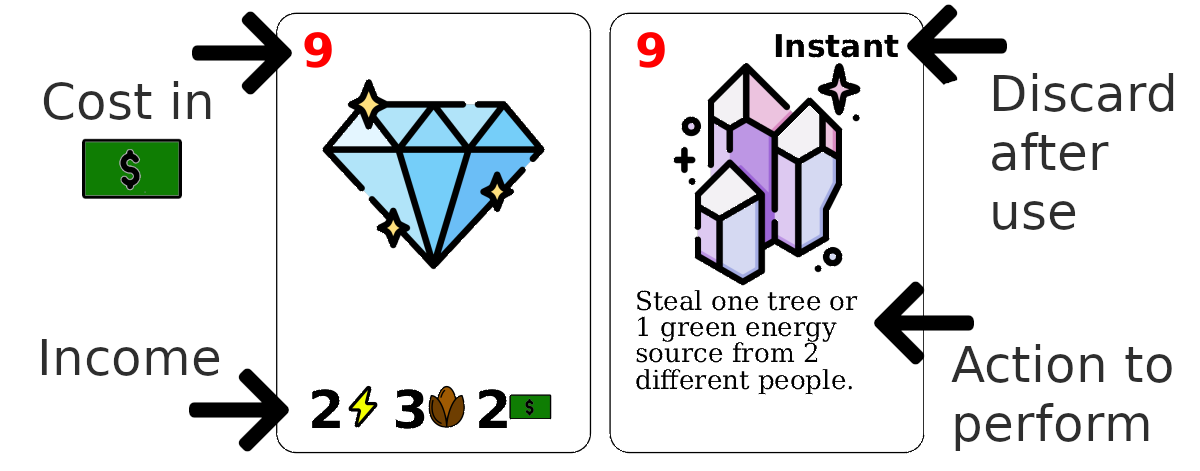 Cost in
$
Income
9
2 3 2 $
9
Instant
Steal one tree or
1 green energy
source from 2
different people.
Discard
after
use
Action to
perform